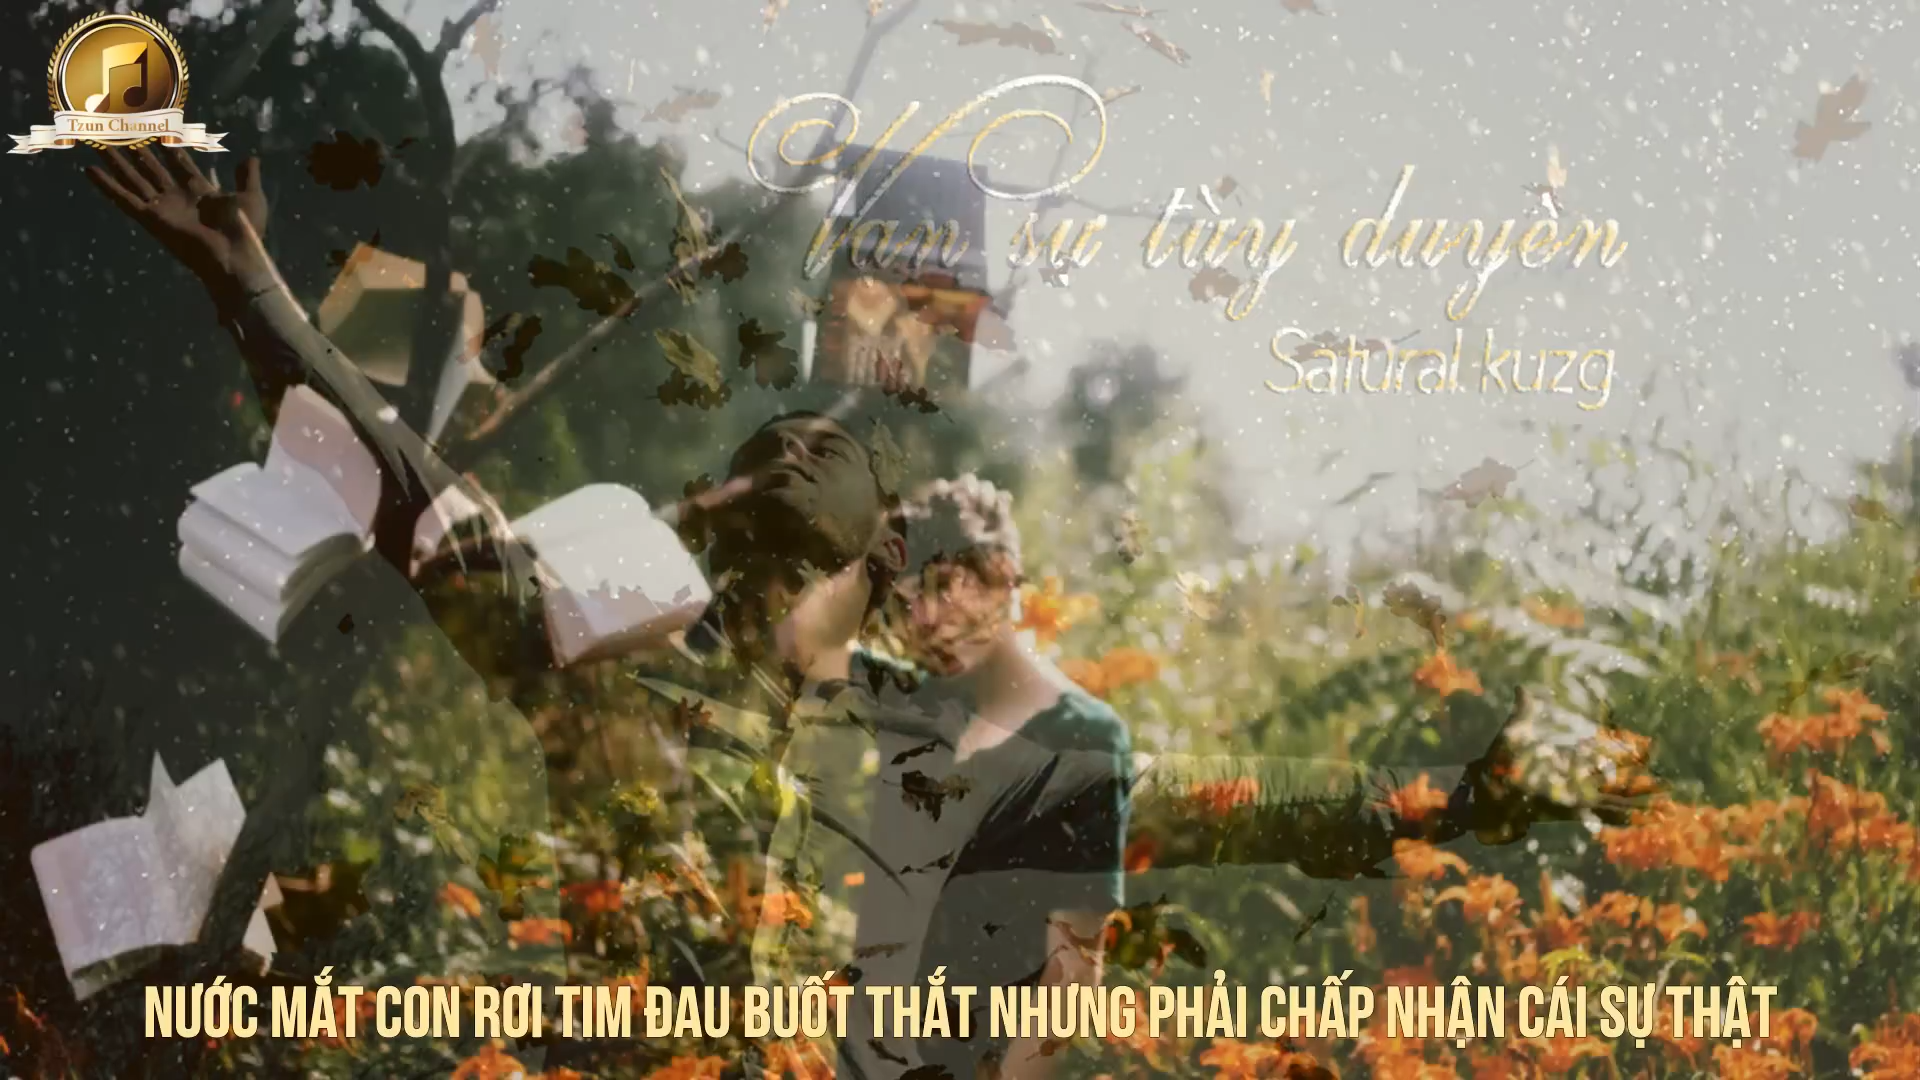 Tzun Channel
Vạn sự tùy duyên
Satural kuzg
NƯỚC MẮT CON RƠI TIM ĐAU BUỐT THẮT NHƯNG PHẢI CHẤP NHẬN CÁI SỰ THẬT